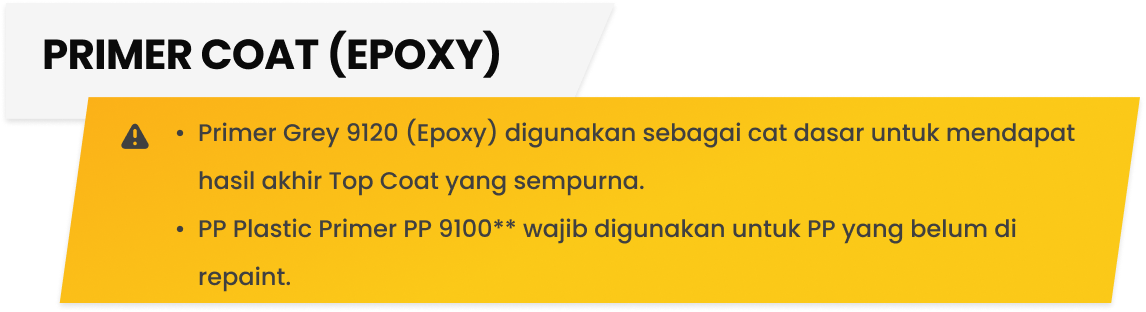 PRIMER COAT (EPOXY)
• Primer Grey 9120 (Epoxy) digunakan sebagai cat dasar untuk mendapat
hasil akhir Top Coat yang sempurna.
• PP Plastic Primer PP 9100** wajib digunakan untuk PP yang belum di
repaint.